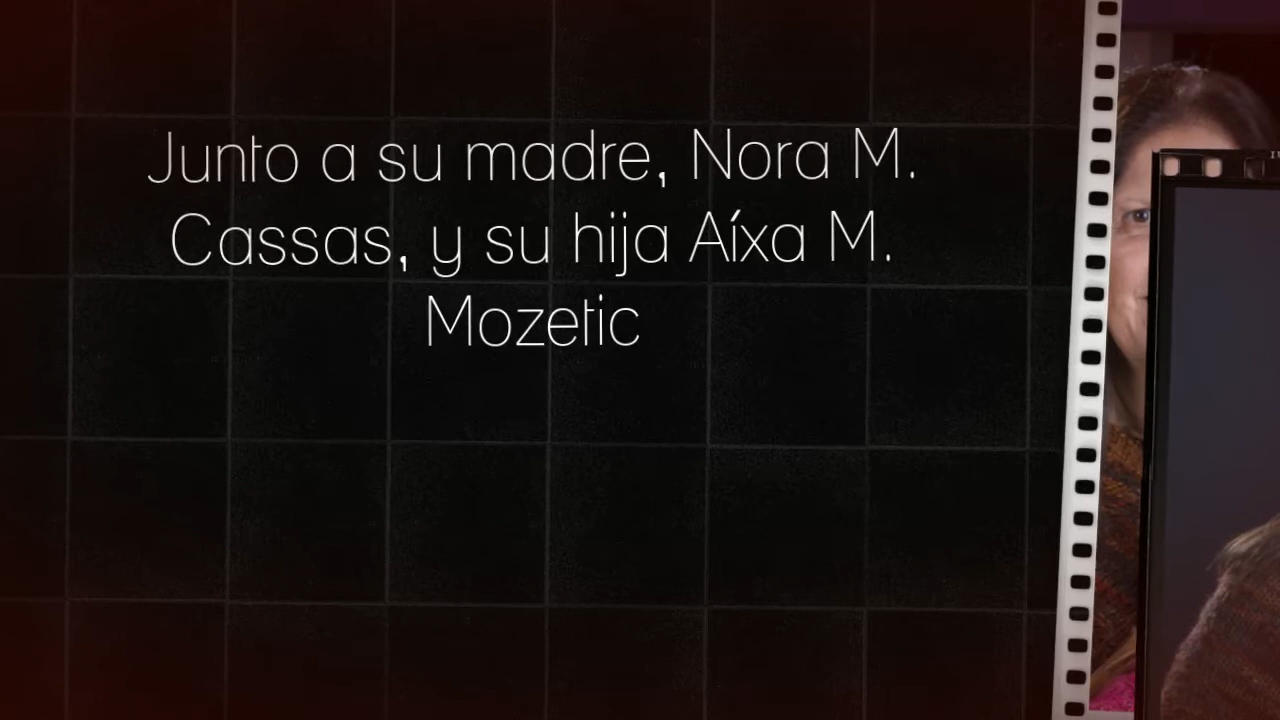 Junto a su madre, Nora M.
Cassas, y su hija Aíxa M.
Mozetic